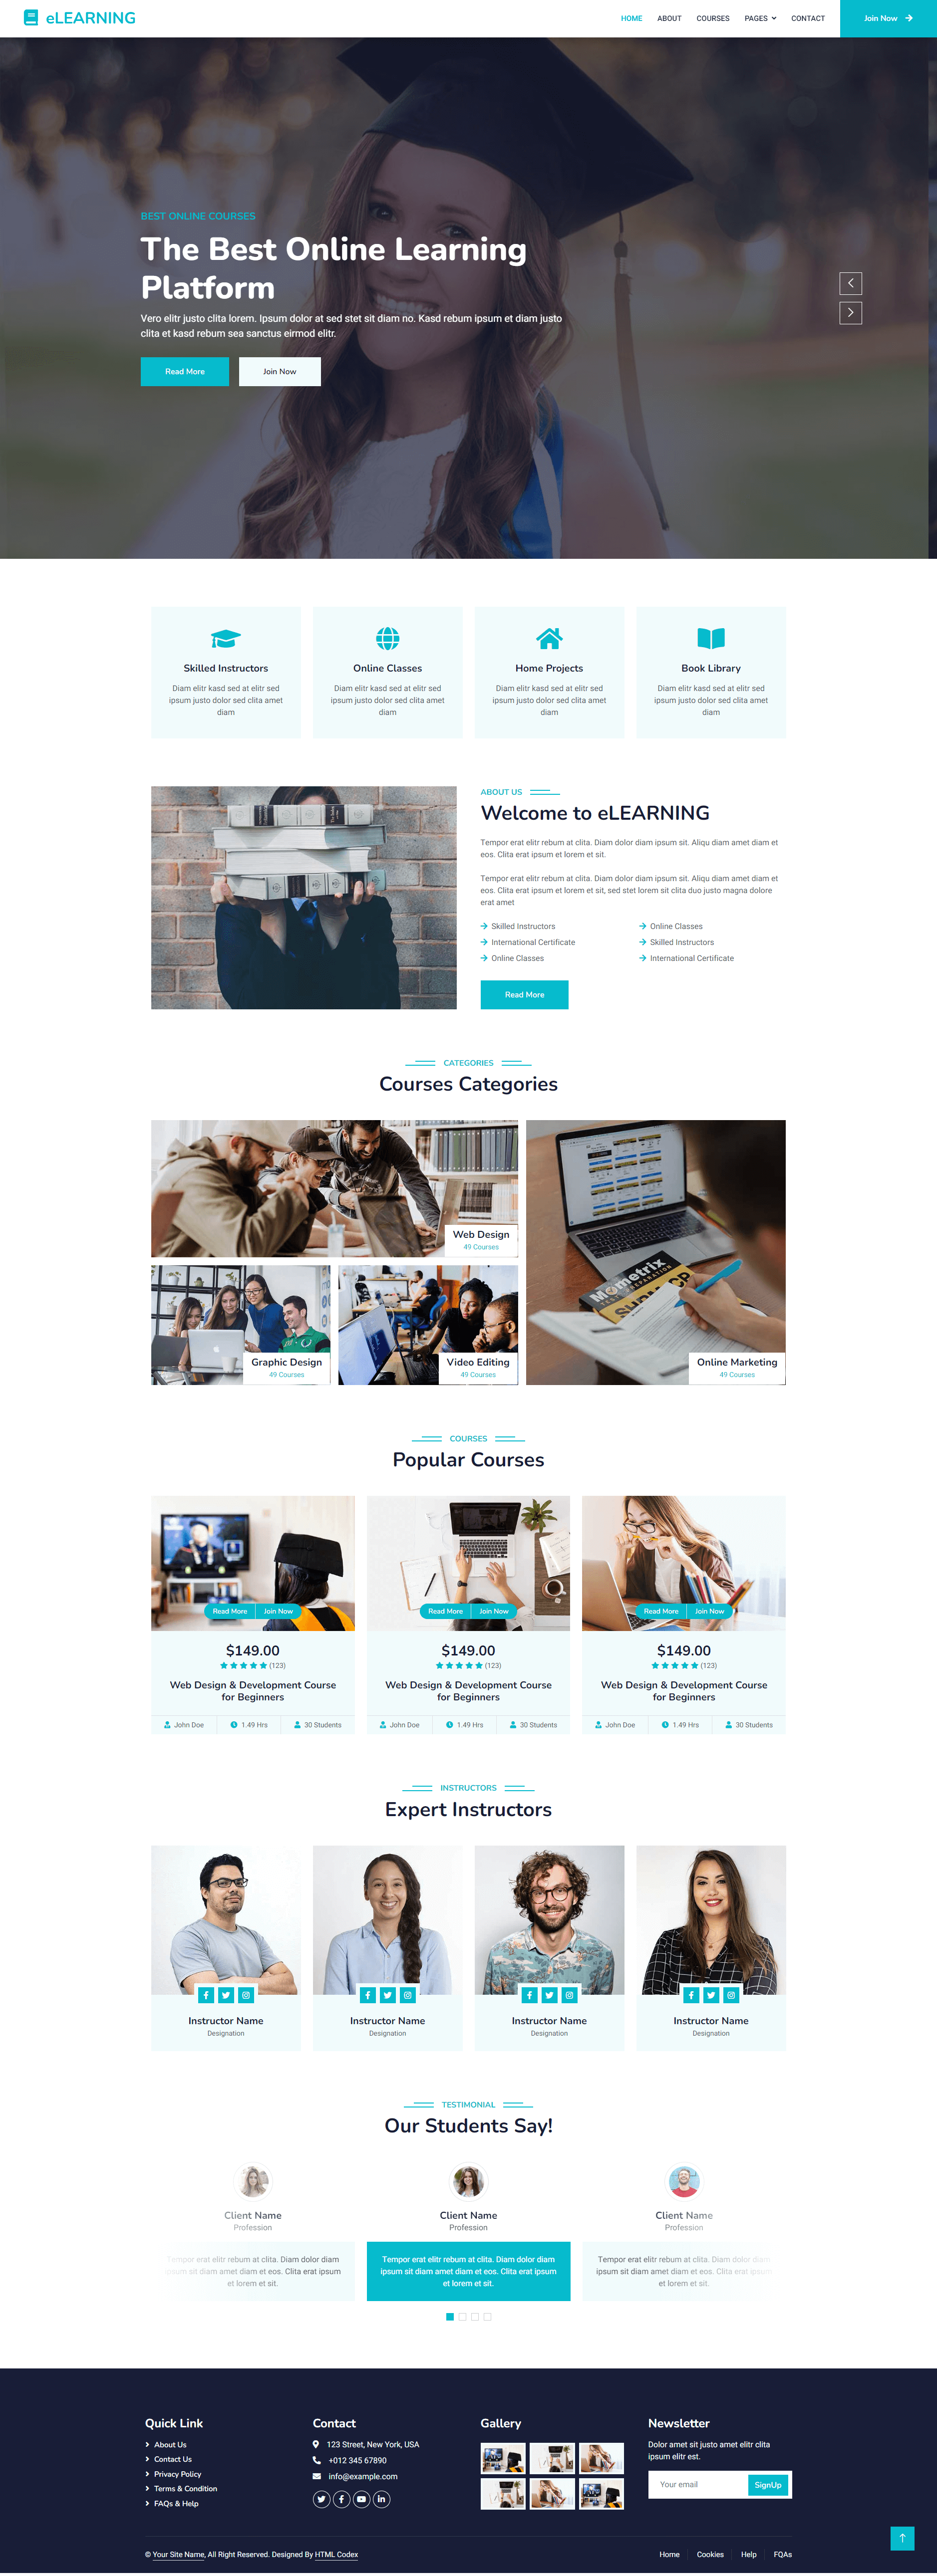 eLEARNING
HOME ABOUT COURSES PAGES CONTACT Join Now
BEST ONLINE COURSES
The Best Online Learning
Platform
Vero elitr justo clita lorem. Ipsum dolor at sed stet sit diam no. Kasd rebum ipsum et diam justo
clita et kasd rebum sea sanctus eirmod elitr.
Read More Join Now
Skilled Instructors
Diam elitr kasd sed at elitr sed
ipsum justo dolor sed clita amet
diam
Online Classes
Diam elitr kasd sed at elitr sed
ipsum justo dolor sed clita amet
diam
Home Projects
Diam elitr kasd sed at elitr sed
ipsum justo dolor sed clita amet
diam
Book Library
Diam elitr kasd sed at elitr sed
ipsum justo dolor sed clita amet
diam
ABOUT US
Welcome to eLEARNING
Tempor erat elitr rebum at clita. Diam dolor diam ipsum sit. Aliqu diam amet diam et
eos. Clita erat ipsum et lorem et sit.
Tempor erat elitr rebum at clita. Diam dolor diam ipsum sit. Aliqu diam amet diam et
eos. Clita erat ipsum et lorem et sit, sed stet lorem sit clita duo justo magna dolore
erat amet
Skilled Instructors Online Classes
International Certificate Skilled Instructors
Online Classes International Certificate
Read More
CATEGORIES
Courses Categories
Web Design
49 Courses
Graphic Design
49 Courses
Video Editing
49 Courses
Mometrix
Online Marketing
49 Courses
COURSES
Popular Courses
Read More Join Now
$149.00
(123)
Web Design & Development Course
for Beginners
John Doe 1.49 Hrs 30 Students
Read More Join Now
$149.00
(123)
Web Design & Development Course
for Beginners
John Doe 1.49 Hrs 30 Students
Read More Join Now
$149.00
(123)
Web Design & Development Course
for Beginners
John Doe 1.49 Hrs 30 Students
INSTRUCTORS
Expert Instructors
Instructor Name
Designation
Instructor Name
Designation
Instructor Name
Designation
Instructor Name
Designation
TESTIMONIAL
Our Students Say!
Client Name
Profession
Tempor erat elitr rebum at clita. Diam dolor diam
ipsum sit diam amet diam et eos. Clita erat ipsum
et lorem et sit.
Client Name
Profession
Tempor erat elitr rebum at clita. Diam dolor diam
ipsum sit diam amet diam et eos. Clita erat ipsum
et lorem et sit.
Client Name
Profession
Tempor erat elitr rebum at clita. Diam dolor diam
ipsum sit diam amet diam et eos. Clita erat ipsum
et lorem et sit.
Quick Link
About Us
Contact Us
Privacy Policy
Terms & Condition
FAQs & Help
Contact
123 Street, New York, USA
+012 345 67890
info@example.com
Gallery
Newsletter
Dolor amet sit justo amet elitr clita
ipsum elitr est.
Your email SignUp
© Your Site Name, All Right Reserved. Designed By HTML Codex
Home Cookies Help FQAs